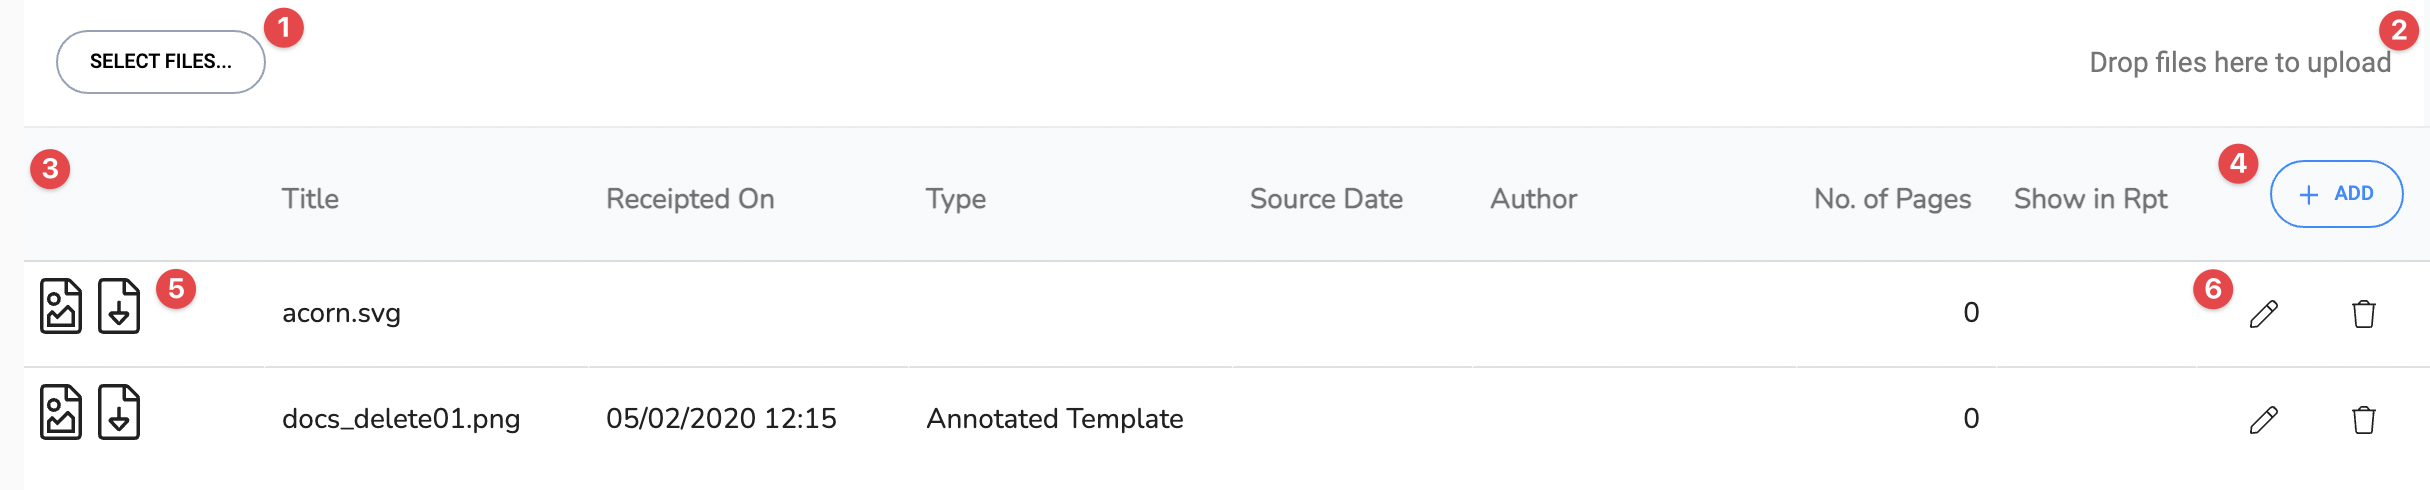 1
SELECT FILES...
2
Drop files here to upload
3
Title Receipted On Type Source Date Author No. of Pages Show in Rpt
4
+ ADD
5
acorn.svg 0
6
docs_delete01.png 05/02/2020 12:15 Annotated Template 0